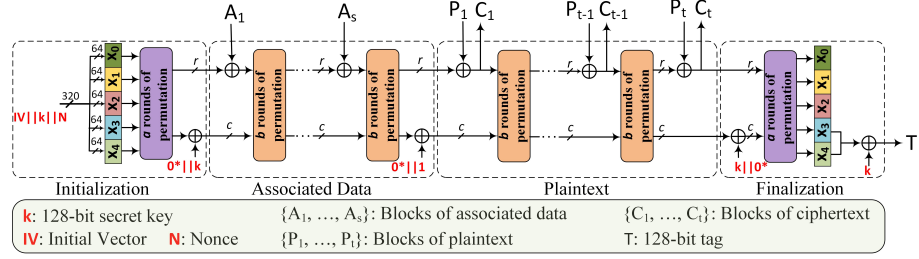 A1 As P1 C1 Pt-1 Ct-1 Pt Ct
64 X0 r r r r r r X0
64 X1 X1
320 64 X2 a rounds of permutation b rounds of permutation b rounds of permutation b rounds of permutation b rounds of permutation a rounds of permutation X2
IV||k||N 64 X3 X3
64 X4 c c c c c X4 T
0*||k 0*||1 k||0* k
Initialization Associated Data Plaintext Finalization
k: 128-bit secret key {A1, …, As}: Blocks of associated data {C1, …, Ct}: Blocks of ciphertext
IV: Initial Vector N: Nonce {P1, …, Pt}: Blocks of plaintext T: 128-bit tag